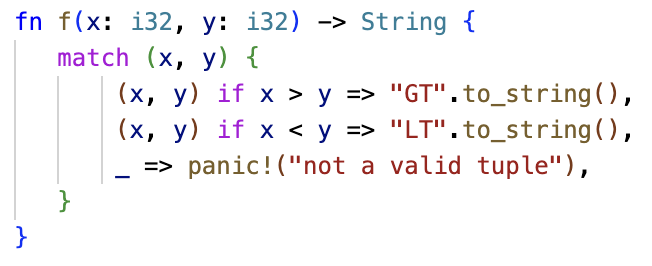 fn f(x: i32, y: i32) -> String {
    match (x, y) {
        (x, y) if x > y => "GT".to_string(),
        (x, y) if x < y => "LT".to_string(),
        _ => panic!("not a valid tuple"),
    }
}